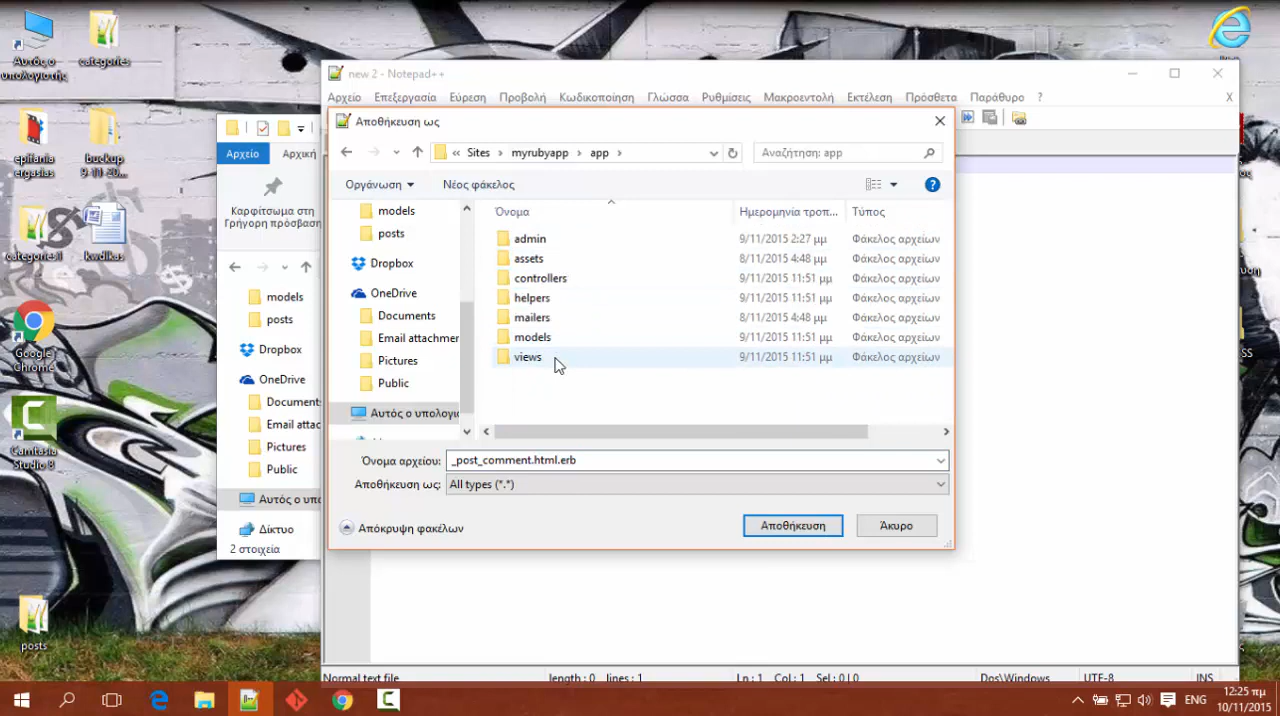 Αυτός ο
υπολογιστής
categories
epifania
ergasias
buckup
9-11-20...
categories ii
kwdikas
Google
Chrome
Camtasia
Studio 8
posts
new 2 - Notepad++
Αρχείο Επεξεργασία Εύρεση Προβολή Κωδικοποίηση Γλώσσα Ρυθμίσεις Μακροεντολή Εκτέλεση Πρόσθετα Παράθυρο ? X
Αρχείο Αρχική
Καρφίτσωμα στη
Γρήγορη πρόσβαση
models
posts
Dropbox
OneDrive
Documents
Email attac
Pictures
Public
Αυτός ο υπο
Δίκτυο
2 στοιχεία
Αποθήκευση ως
« Sites myrubyapp app
Αναζήτηση: app
Οργάνωση Νέος φάκελος
models
posts
Dropbox
OneDrive
Documents
Email attachmer
Pictures
Public
Αυτός ο υπολογι
Όνομα Ημερομηνία τροπ... Τύπος
admin 9/11/2015 2:27 μμ Φάκελος αρχείων
assets 8/11/2015 4:48 μμ Φάκελος αρχείων
controllers 9/11/2015 11:51 μμ Φάκελος αρχείων
helpers 9/11/2015 11:51 μμ Φάκελος αρχείων
mailers 8/11/2015 4:48 μμ Φάκελος αρχείων
models 9/11/2015 11:51 μμ Φάκελος αρχείων
views 9/11/2015 11:51 μμ Φάκελος αρχείων
Όνομα αρχείου: _post_comment.html.erb
Αποθήκευση ως: All types (*.*)
Απόκρυψη φακέλων
Αποθήκευση Άκυρο
Normal text file length : 0 lines : 1 Ln : 1 Col : 1 Sel : 0 | 0 Dos\Windows UTF-8 INS
ΕΝG
12:25 πμ
10/11/2015